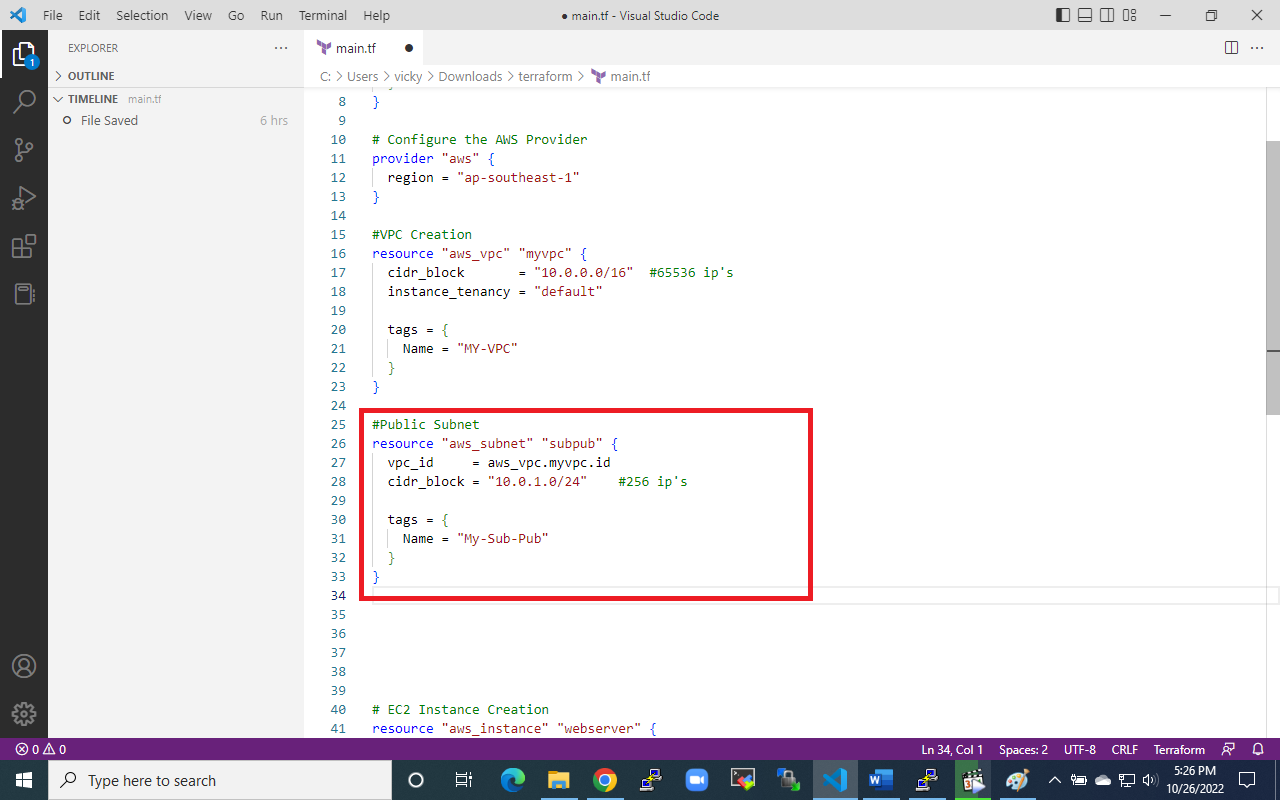 File Edit Selection View Go Run Terminal Help
● main.tf - Visual Studio Code
EXPLORER
OUTLINE
TIMELINE main.tf
File Saved 6 hrs
1
main.tf
C: > Users > vicky > Downloads > terraform > main.tf
8 }
9
10 # Configure the AWS Provider
11 provider "aws" {
12 region = "ap-southeast-1"
13 }
14
15 #VPC Creation
16 resource "aws_vpc" "myvpc" {
17 cidr_block = "10.0.0.0/16" #65536 ip's
18 instance_tenancy = "default"
19
20 tags = {
21 Name = "MY-VPC"
22 }
23 }
24
25 #Public Subnet
26 resource "aws_subnet" "subpub" {
27 vpc_id = aws_vpc.myvpc.id
28 cidr_block = "10.0.1.0/24" #256 ip's
29
30 tags = {
31 Name = "My-Sub-Pub"
32 }
33 }
34
35
36
37
38
39
40 # EC2 Instance Creation
41 resource "aws_instance" "webserver" {
0 0
Ln 34, Col 1 Spaces: 2 UTF-8 CRLF Terraform
Type here to search
5:26 PM
10/26/2022